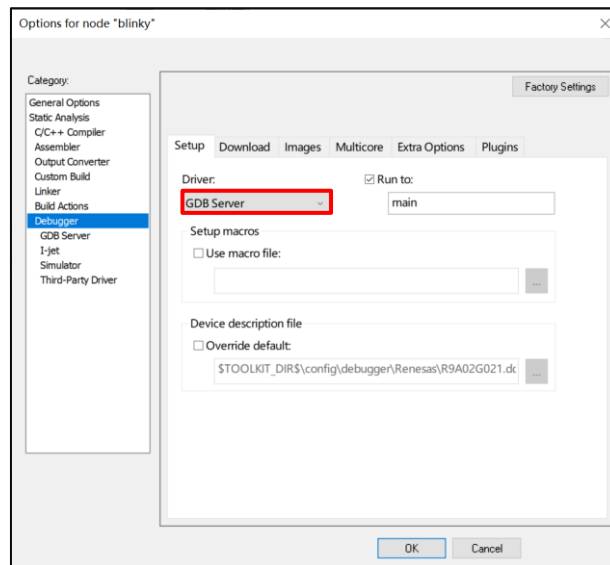 Options for node "blinky"
Category:
Factory Settings
General Options
Static Analysis
C/C++ Compiler
Assembler
Output Converter
Custom Build
Linker
Build Actions
Debugger
GDB Server
I-jet
Simulator
Third-Party Driver
Setup Download Images Multicore Extra Options Plugins
Driver: Run to:
GDB Server main
Setup macros
Use macro file:
...
Device description file
Override default:
$TOOLKIT_DIR$\config\debugger\Renesas\R9A02G021.dc ...
OK Cancel